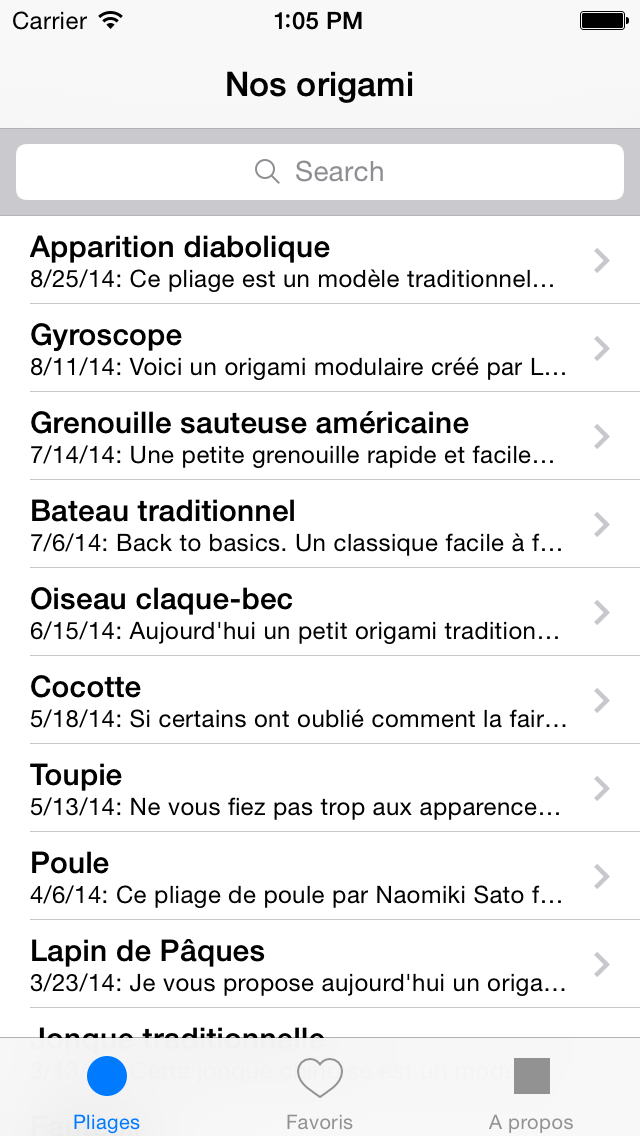 Carrier 1:05 PM
Nos origami
Search
Apparition diabolique
8/25/14: Ce pliage est un modèle traditionnel…
Gyroscope
8/11/14: Voici un origami modulaire créé par L…
Grenouille sauteuse américaine
7/14/14: Une petite grenouille rapide et facile…
Bateau traditionnel
7/6/14: Back to basics. Un classique facile à f…
Oiseau claque-bec
6/15/14: Aujourd'hui un petit origami tradition…
Cocotte
5/18/14: Si certains ont oublié comment la fair…
Toupie
5/13/14: Ne vous fiez pas trop aux apparence…
Poule
4/6/14: Ce pliage de poule par Naomiki Sato f…
Lapin de Pâques
3/23/14: Je vous propose aujourd'hui un origa…
Jonque traditionnelle
Pliages Favoris A propos